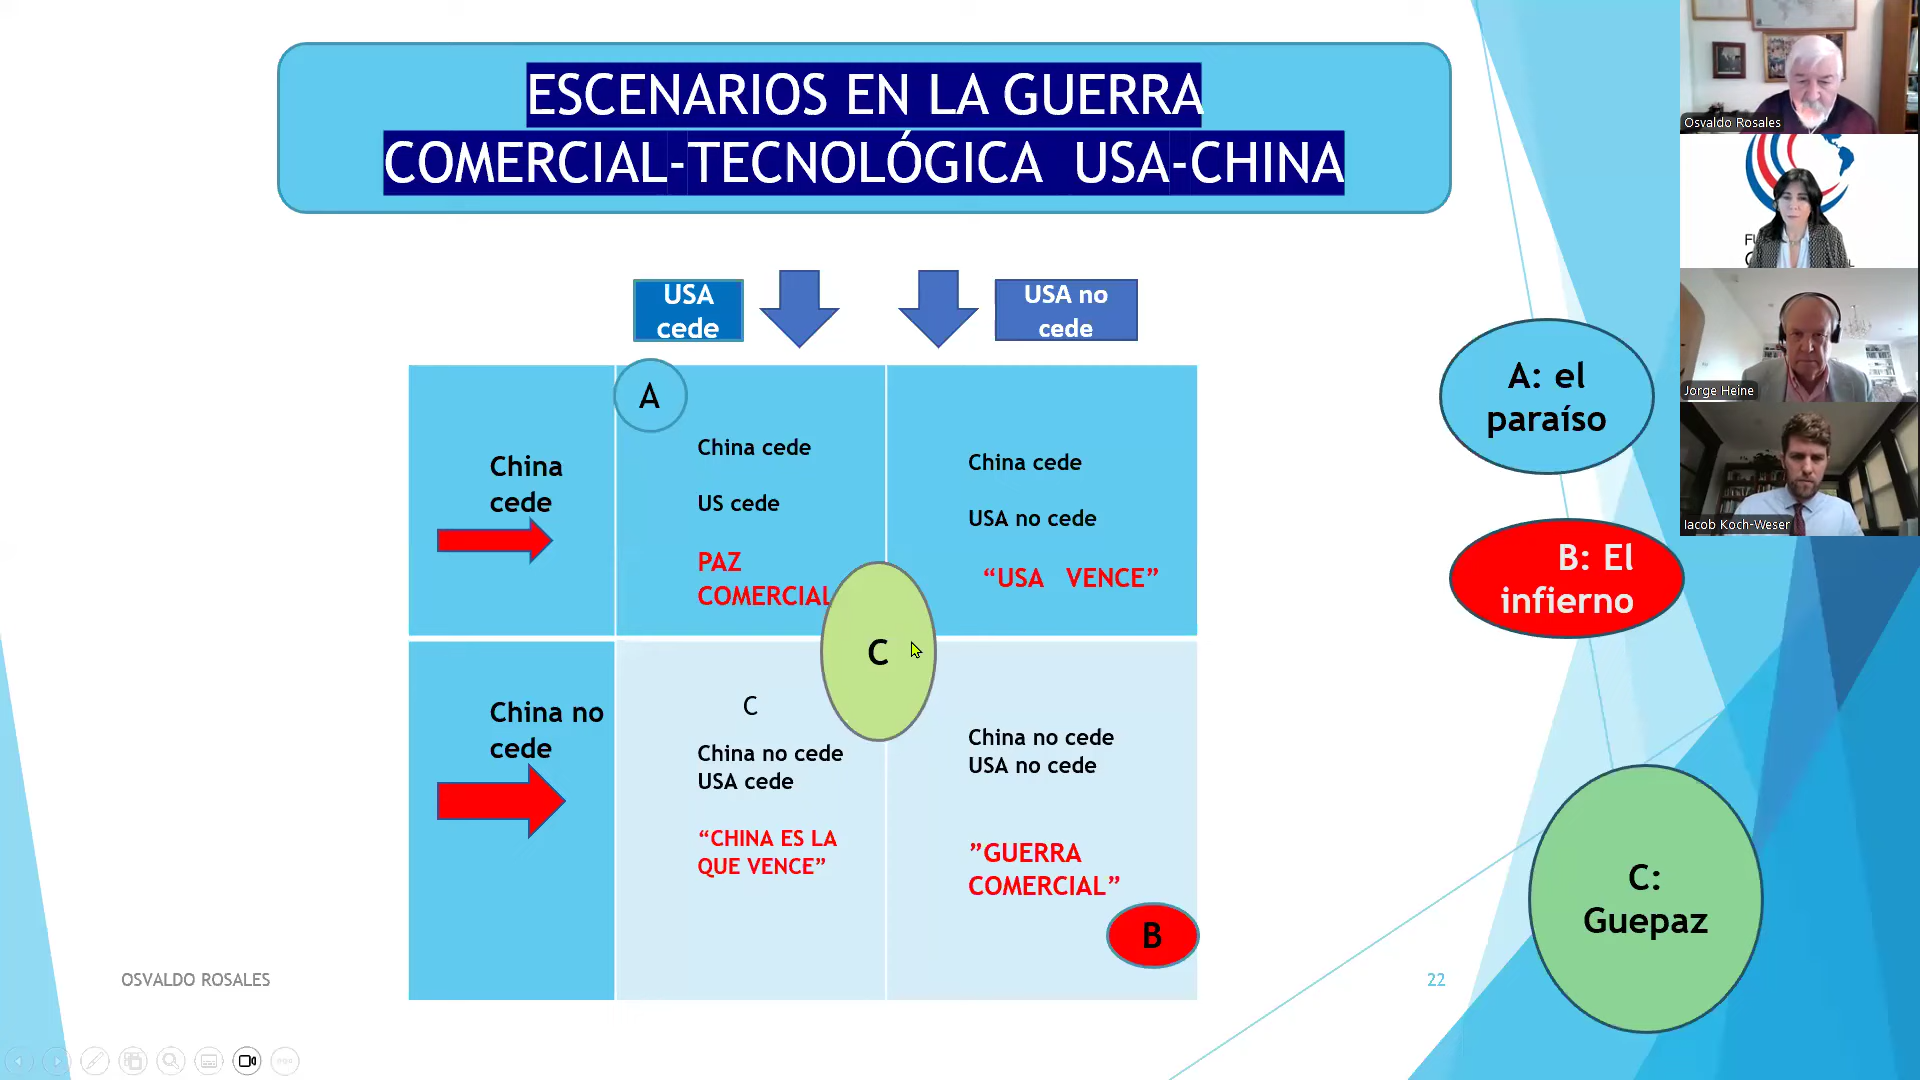 ESCENARIOS EN LA GUERRA
COMERCIAL-TECNOLÓGICA USA-CHINA
USA
cede
USA no
cede
A
China
cede
China cede
US cede
PAZ
COMERCIAL
China cede
USA no cede
“USA VENCE”
C
China no
cede
C
China no cede
USA cede
“CHINA ES LA
QUE VENCE”
China no cede
USA no cede
”GUERRA
COMERCIAL”
B
A: el
paraíso
B: El
infierno
C:
Guepaz
OSVALDO ROSALES
22
Osvaldo Rosales
Jorge Heine
Iacob Koch-Weser